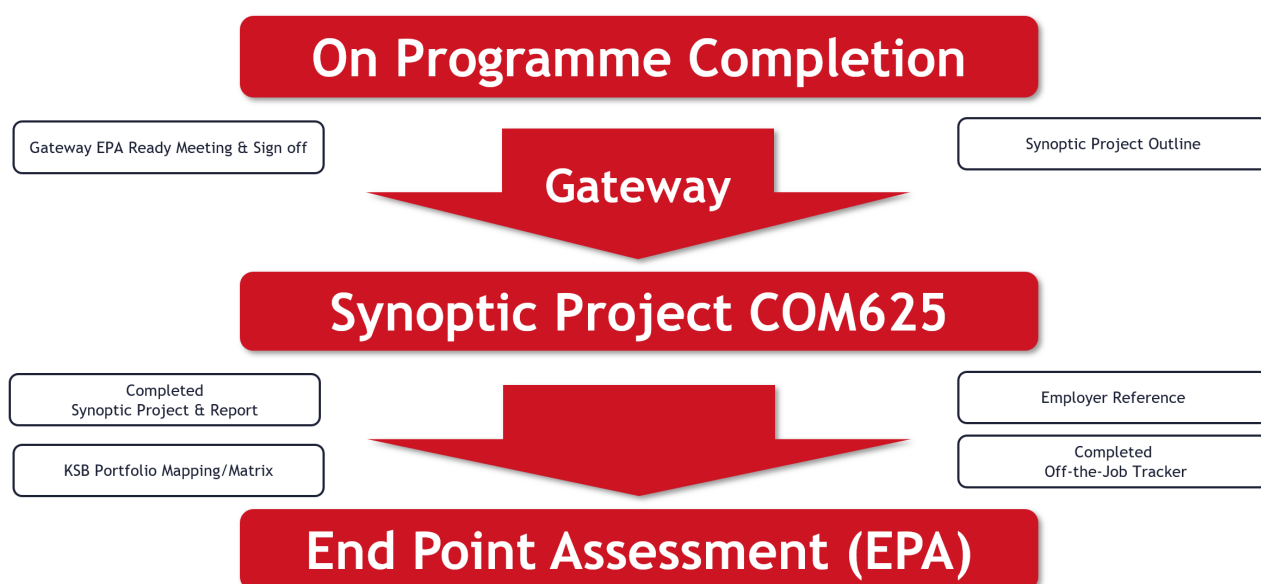 On Programme Completion
Gateway EPA Ready Meeting & Sign off
Gateway
Synoptic Project Outline
Synoptic Project COM625
Completed
Synoptic Project & Report
KSB Portfolio Mapping/Matrix
Employer Reference
Completed
Off-the-Job Tracker
End Point Assessment (EPA)